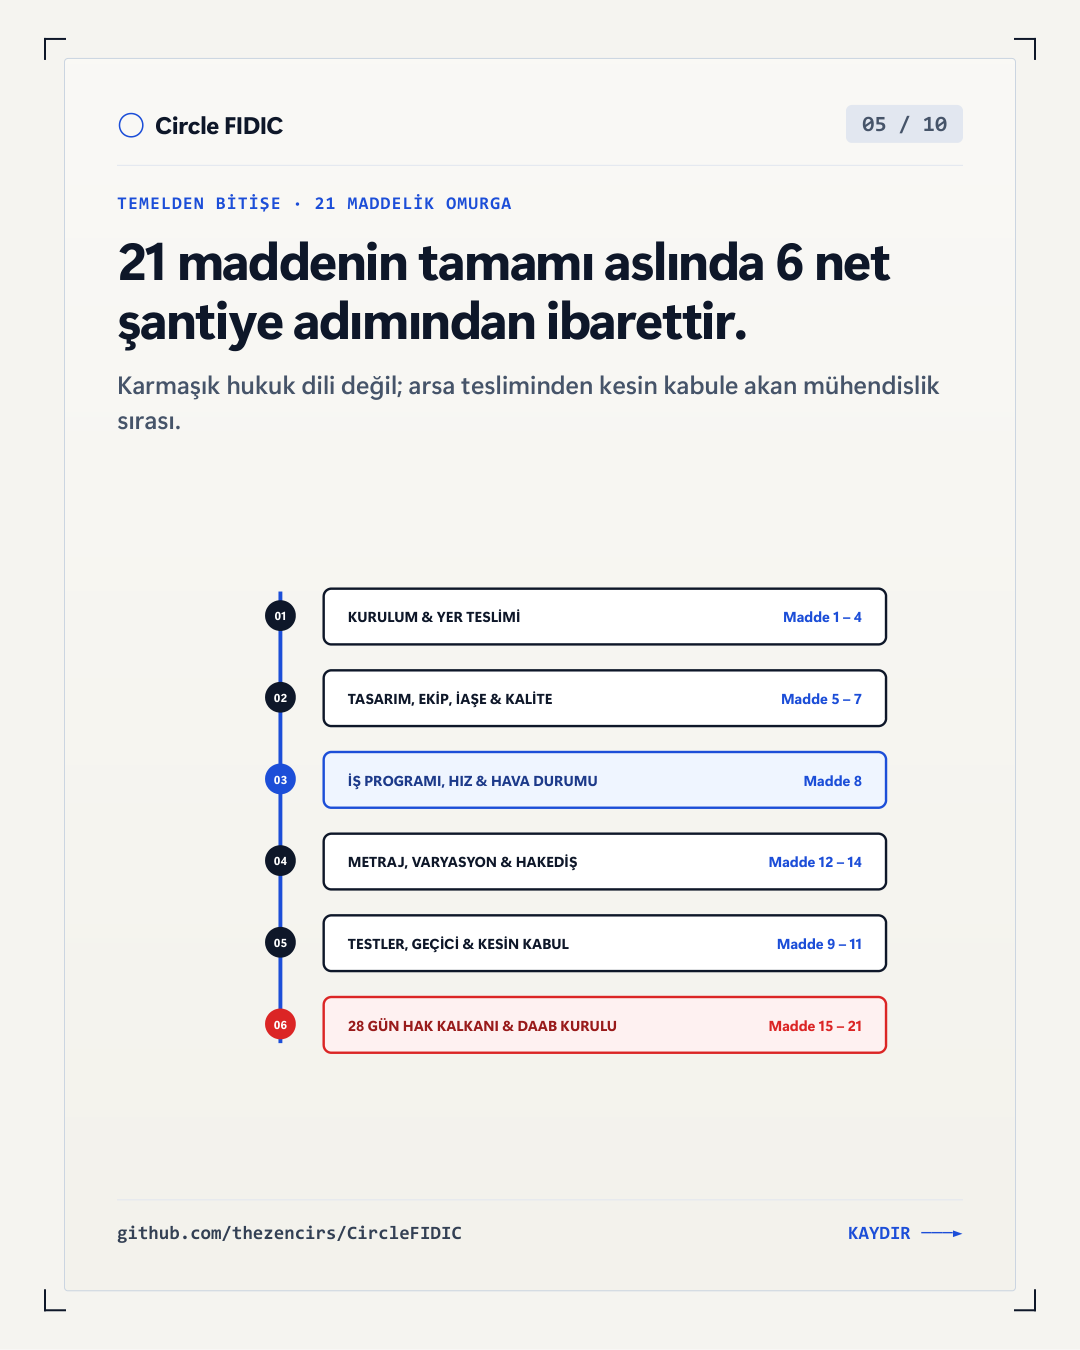 Circle FIDIC
05 / 10
TEMELDEN BİTİŞE · 21 MADDELİK OMURGA
21 maddenin tamamı aslında 6 net
şantiye adımından ibarettir.
Karmaşık hukuk dili değil; arsa tesliminden kesin kabule akan mühendislik
sırası.
01 KURULUM & YER TESLİMİ Madde 1 – 4
02 TASARIM, EKİP, İAŞE & KALİTE Madde 5 – 7
03 İŞ PROGRAMI, HIZ & HAVA DURUMU Madde 8
04 METRAJ, VARYASYON & HAKEDİŞ Madde 12 – 14
05 TESTLER, GEÇİCİ & KESİN KABUL Madde 9 – 11
06 28 GÜN HAK KALKANI & DAAB KURULU Madde 15 – 21
github.com/thezencirs/CircleFIDIC
KAYDIR ──►